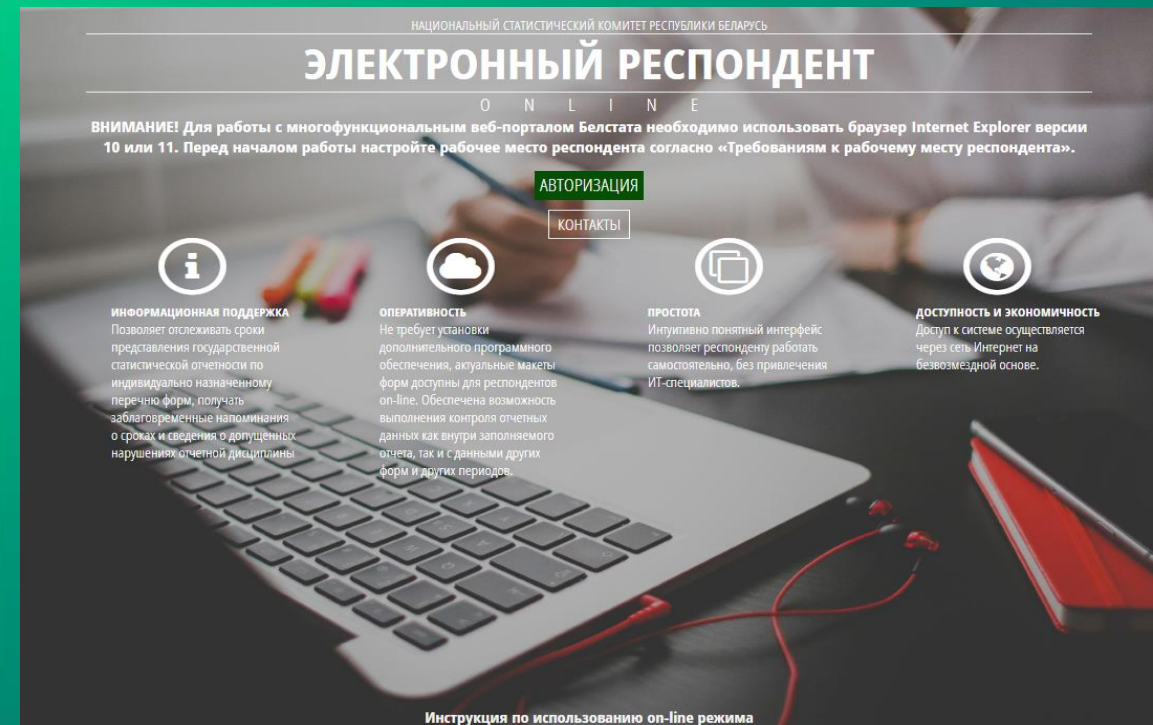 НАЦИОНАЛЬНЫЙ СТАТИСТИЧЕСКИЙ КОМИТЕТ РЕСПУБЛИКИ БЕЛАРУСЬ
ЭЛЕКТРОННЫЙ РЕСПОНДЕНТ
ONLINE
ВНИМАНИЕ! Для работы с многофункциональным веб-порталом Белстата необходимо использовать браузер Internet Explorer версии
10 или 11. Перед началом работы настройте рабочее место респондента согласно «Требованиям к рабочему месту респондента».
АВТОРИЗАЦИЯ
КОНТАКТЫ
ИНФОРМАЦИОННАЯ ПОДДЕРЖКА
Позволяет отслеживать сроки
представления государственной
статистической отчетности по
индивидуально назначенному
перечню форм, получать
заблаговременные напоминания
о сроках и сведения о допущенных
нарушениях отчетной дисциплины
ОПЕРАТИВНОСТЬ
Не требует установки
дополнительного программного
обеспечения, актуальные макеты
форм доступны для респондентов
on-line. Обеспечена возможность
выполнения контроля отчетных
данных как внутри заполняемого
отчета, так и с данными других
форм и других периодов.
ПРОСТОТА
Интуитивно понятный интерфейс
позволяет респонденту работать
самостоятельно, без привлечения
ИТ-специалистов.
ДОСТУПНОСТЬ И ЭКОНОМИЧНОСТЬ
Доступ к системе осуществляется
через сеть Интернет на
безвозмездной основе.
Инструкция по использованию on-line режима